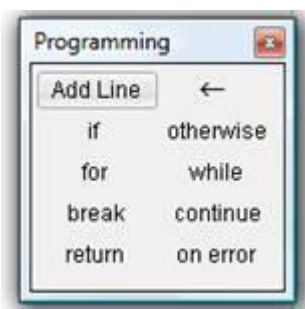 Programming
Add Line ←
if otherwise
for while
break continue
return on error